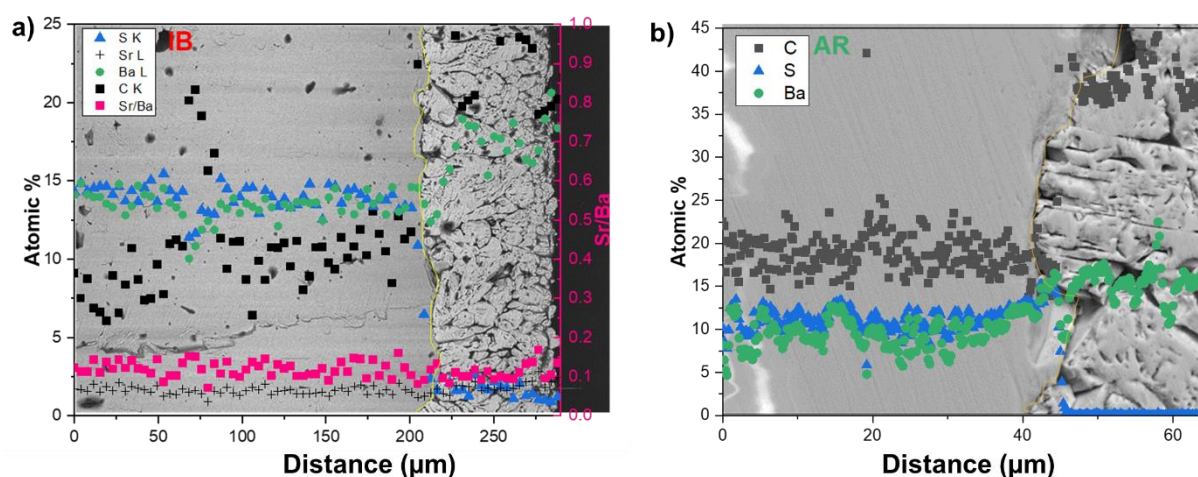 a)
IB
S K
Sr L
Ba L
C K
Sr/Ba
Atomic %
25
20
15
10
5
0
0
50
100
150
200
250
Distance (µm)
1.0
0.9
0.8
0.7
0.6
0.5
0.4
0.3
0.2
0.1
0.0
Sr/Ba
b)
AR
C
S
Ba
Atomic %
45
40
35
30
25
20
15
10
5
0
0
20
40
60
Distance (µm)